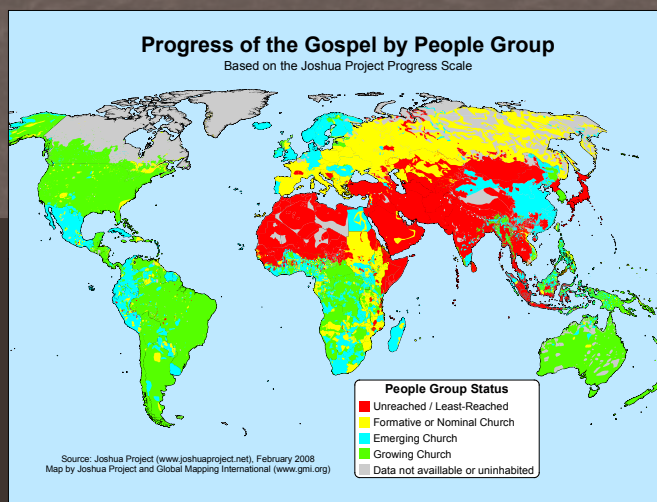 Progress of the Gospel by People Group
Based on the Joshua Project Progress Scale
People Group Status
Unreached / Least-Reached
Formative or Nominal Church
Emerging Church
Growing Church
Data not availlable or uninhabited
Source: Joshua Project (www.joshuaproject.net), February 2008
Map by Joshua Project and Global Mapping International (www.gmi.org)